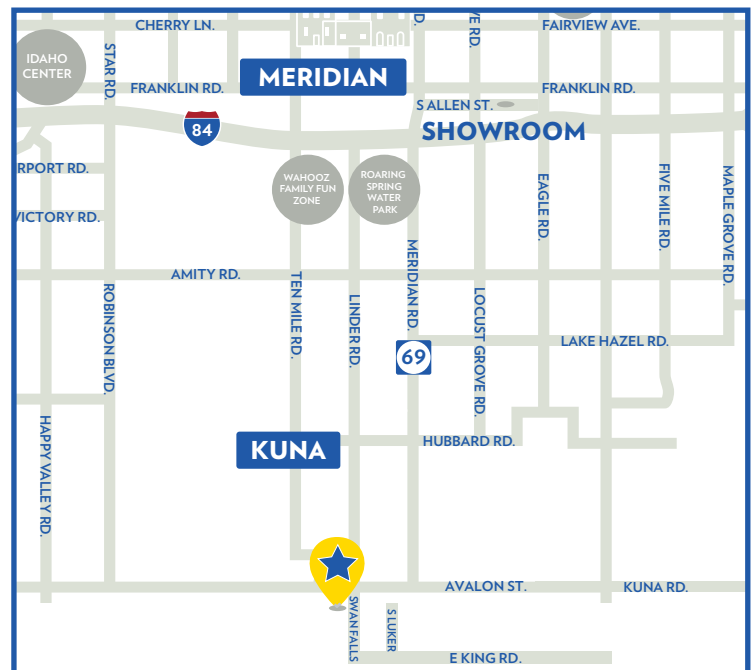 CHERRY LN.
D.
VE RD.
FAIRVIEW AVE.
IDAHO
CENTER
STAR RD.
FRANKLIN RD.
MERIDIAN
FRANKLIN RD.
S ALLEN ST.
84
SHOWROOM
RPORT RD.
WAHOOZ
FAMILY FUN
ZONE
ROARING
SPRING
WATER
PARK
EAGLE RD.
FIVE MILE RD.
MAPLE GROVE RD.
VICTORY RD.
AMITY RD.
MERIDIAN RD.
TEN MILE RD.
LINDER RD.
LOCUST GROVE RD.
ROBINSON BLVD.
LAKE HAZEL RD.
69
HAPPY VALLEY RD.
KUNA
HUBBARD RD.
AVALON ST.
KUNA RD.
SWAN FALLS
S LUKER
E KING RD.